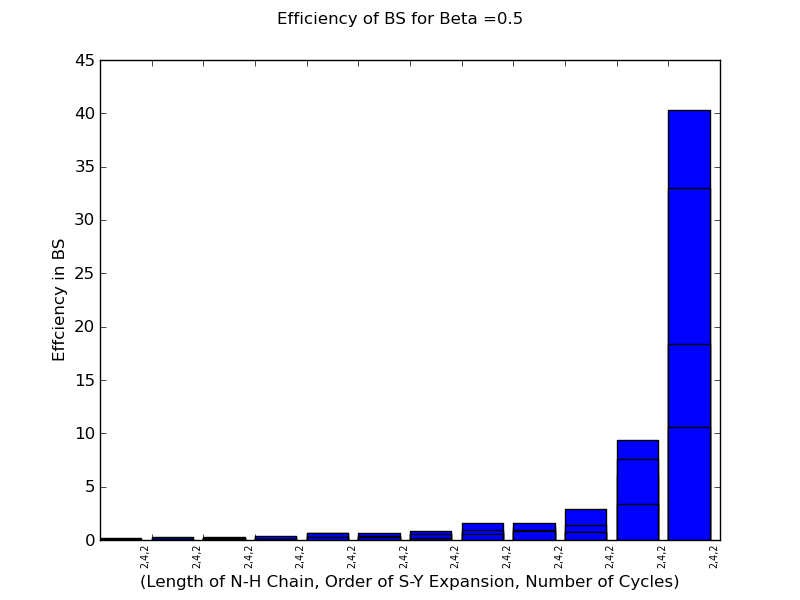 Efficiency of BS for Beta =0.5
45
40
35
30
25
20
15
10
5
0
Effciency in BS
2,4,2 2,4,2 2,4,2 2,4,2 2,4,2 2,4,2 2,4,2 2,4,2 2,4,2 2,4,2 2,4,2 2,4,2
(Length of N-H Chain, Order of S-Y Expansion, Number of Cycles)